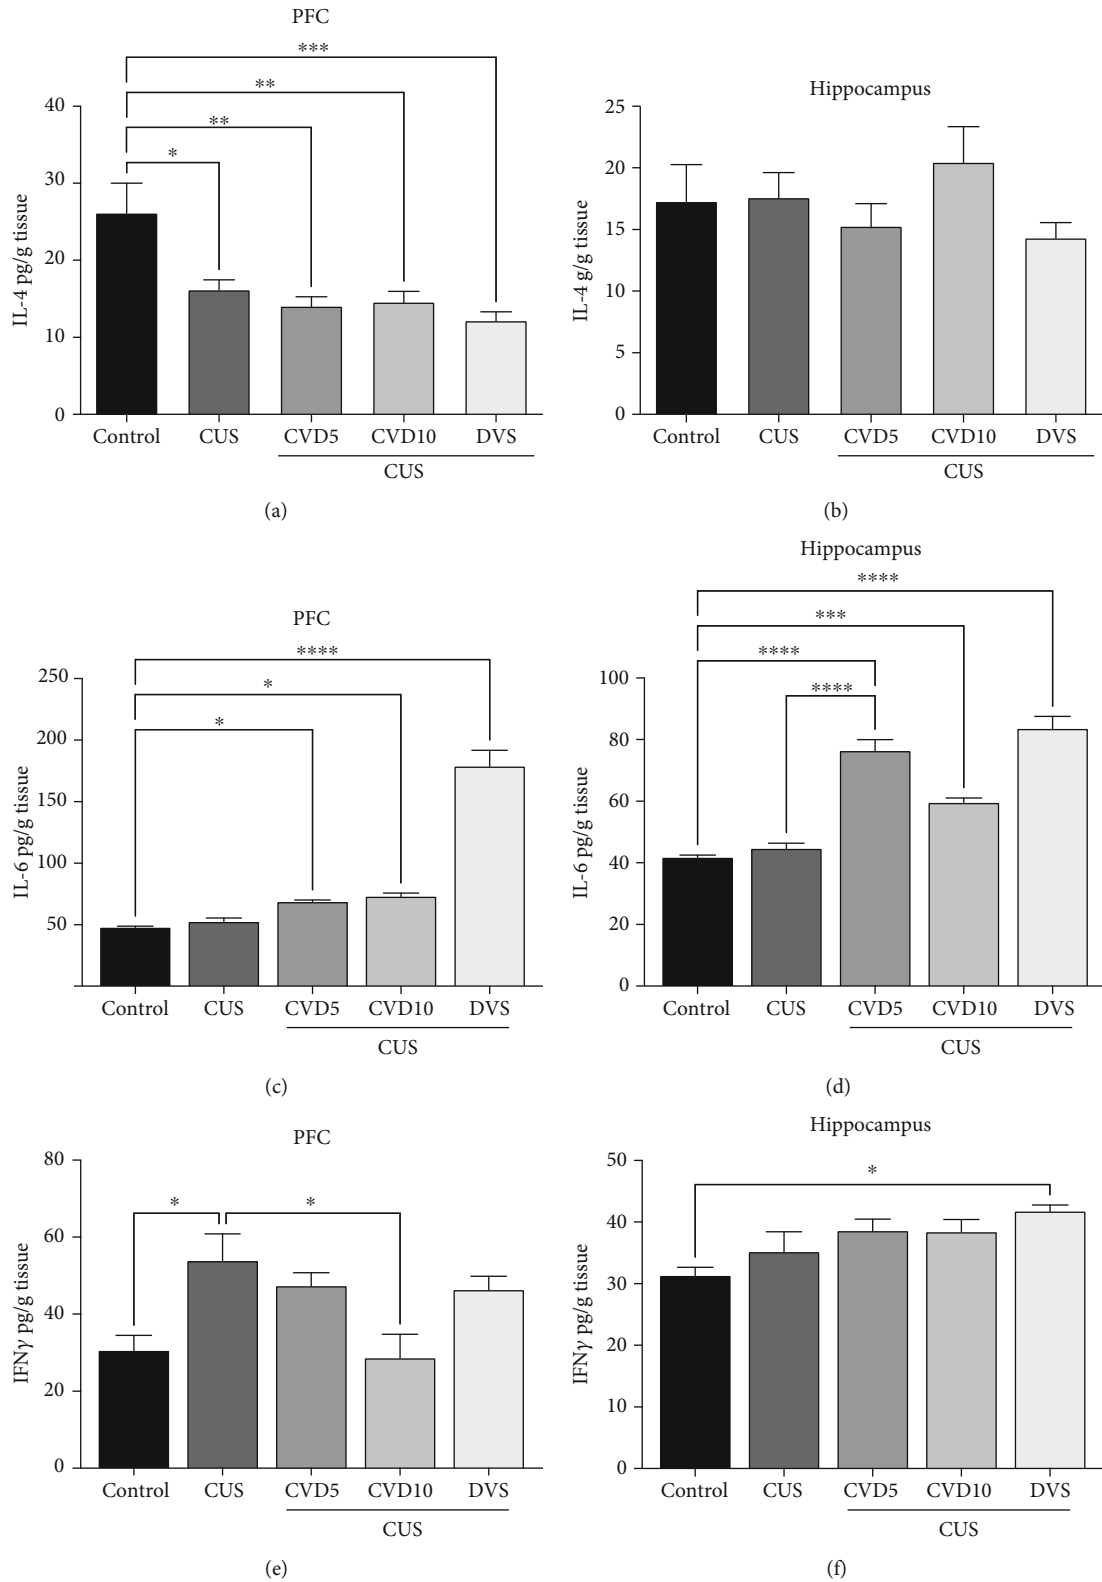 PFC
***
**
**
*
IL-4 pg/g tissue
40
30
20
10
0
Control CUS CVD5 CVD10 DVS
CUS
(a)
Hippocampus
IL-4 g/g tissue
25
20
15
10
5
0
Control CUS CVD5 CVD10 DVS
CUS
(b)
PFC
****
*
*
IL-6 pg/g tissue
250
200
150
100
50
Control CUS CVD5 CVD10 DVS
CUS
(c)
Hippocampus
****
***
****
****
IL-6 pg/g tissue
100
80
60
40
20
0
Control CUS CVD5 CVD10 DVS
CUS
(d)
PFC
* *
IFNγ pg/g tissue
80
60
40
20
0
Control CUS CVD5 CVD10 DVS
CUS
(e)
Hippocampus
*
IFNγ pg/g tissue
50
40
30
20
10
0
Control CUS CVD5 CVD10 DVS
CUS
(f)